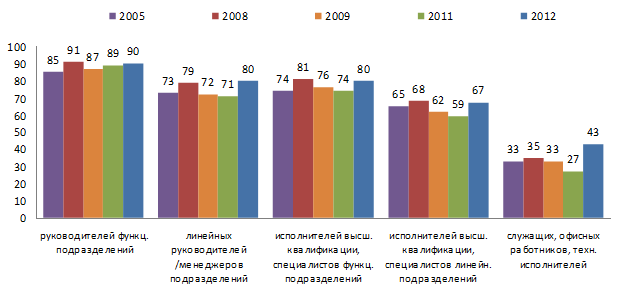 2005 2008 2009 2011 2012
100
90
80
70
60
50
40
30
20
10
0
85 91 87 89 90
73 79 72 71 80
74 81 76 74 80
65 68 62 59 67
33 35 33 27 43
руководителей функц.
подразделений
линейных
руководителей
/менеджеров
подразделений
исполнителей высш.
квалификации,
специалистов функц.
подразделений
исполнителей высш.
квалификации,
специалистов линейн.
подразделений
служащих, офисных
работников, техн.
исполнителей